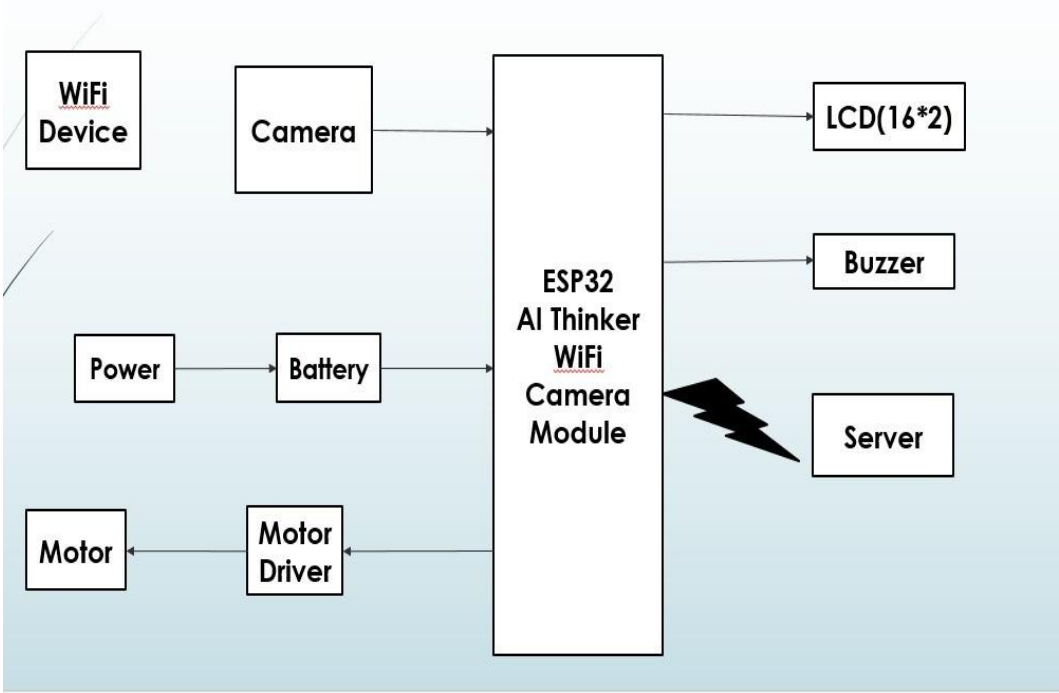 WiFi
Device
Camera
LCD(16*2)
Buzzer
ESP32
AI Thinker
WiFi
Camera
Module
Power
Battery
Server
Motor
Motor
Driver